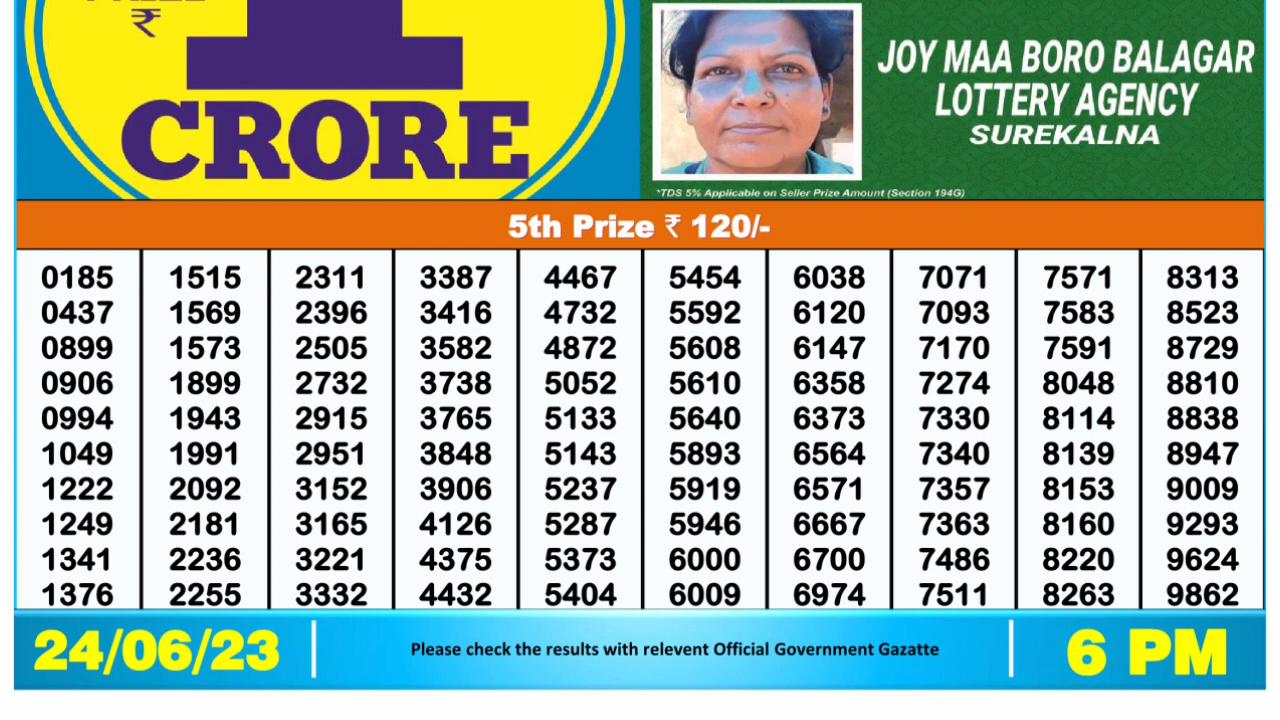 ₹
1
CRORE
JOY MAA BORO BALAGAR
LOTTERY AGENCY
SUREKALNA
*TDS 5% Applicable on Seller Prize Amount (Section 194G)
5th Prize ₹ 120/-
0185 1515 2311 3387 4467 5454 6038 7071 7571 8313
0437 1569 2396 3416 4732 5592 6120 7093 7583 8523
0899 1573 2505 3582 4872 5608 6147 7170 7591 8729
0906 1899 2732 3738 5052 5610 6358 7274 8048 8810
0994 1943 2915 3765 5133 5640 6373 7330 8114 8838
1049 1991 2951 3848 5143 5893 6564 7340 8139 8947
1222 2092 3152 3906 5237 5919 6571 7357 8153 9009
1249 2181 3165 4126 5287 5946 6667 7363 8160 9293
1341 2236 3221 4375 5373 6000 6700 7486 8220 9624
1376 2255 3332 4432 5404 6009 6974 7511 8263 9862
24/06/23 Please check the results with relevent Official Government Gazatte 6 PM